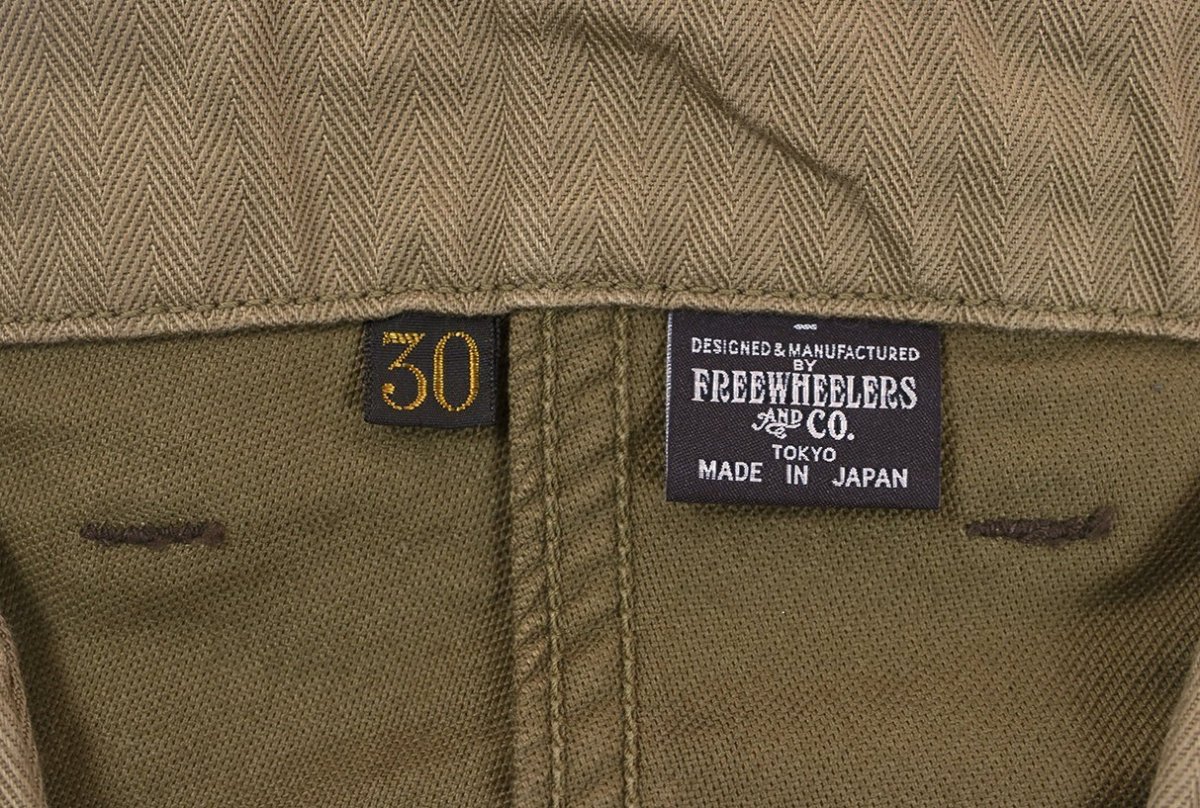 30
DESIGNED & MANUFACTURED
BY
FREEWHEELERS
AND CO.
TOKYO
MADE IN JAPAN